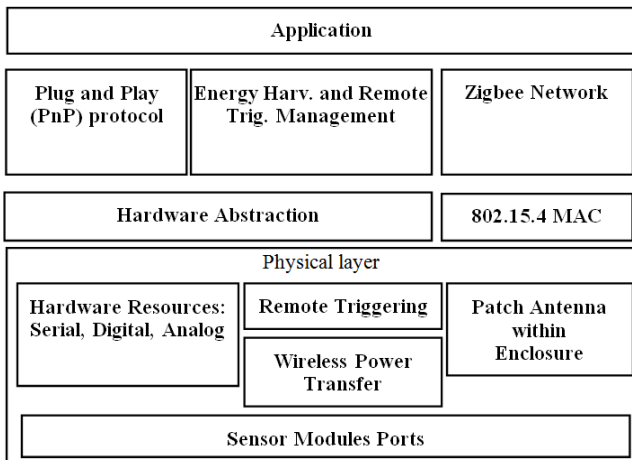 Application
Plug and Play
(PnP) protocol
Energy Harv. and Remote
Trig. Management
Zigbee Network
Hardware Abstraction
802.15.4 MAC
Physical layer
Hardware Resources:
Serial, Digital, Analog
Remote Triggering
Wireless Power
Transfer
Patch Antenna
within
Enclosure
Sensor Modules Ports